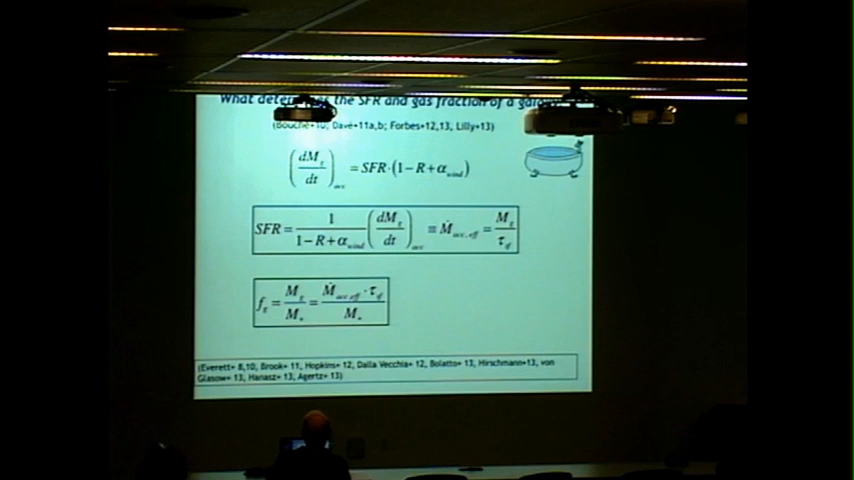 What determines the SFR and gas fraction of a galaxy
(Bouche+10; Davé+11a,b; Forbes+12,13, Lilly+13)
(dM_g/dt)_acc = SFR·(1−R+α_wind)
SFR = 1/(1−R+α_wind) (dM_g/dt)_acc ≡ Ṁ_acc,eff = M_g/τ_sf
f_g = M_g/M_* = Ṁ_acc,eff·τ_sf/M_*
(Everett+ 8,10, Brook+ 11, Hopkins+ 12, Dalla Vecchia+ 12, Bolatto+ 13, Hirschmann+13, von
Glasow+ 13, Hanasz+ 13, Agertz+ 13)